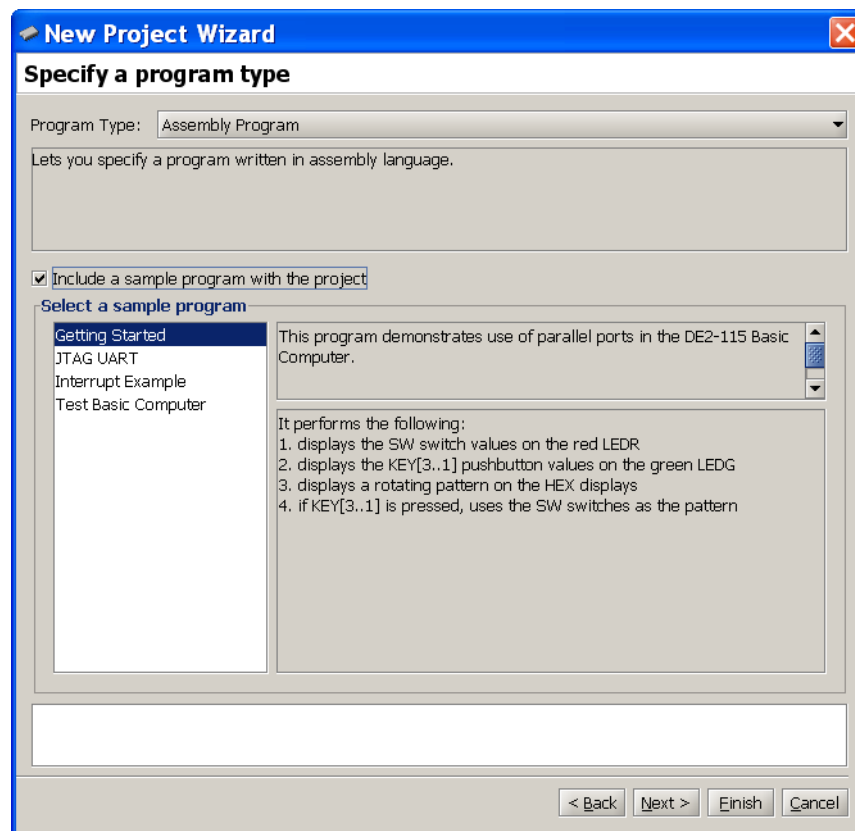 New Project Wizard
Specify a program type
Program Type: Assembly Program
Lets you specify a program written in assembly language.
Include a sample program with the project
Select a sample program
Getting Started
JTAG UART
Interrupt Example
Test Basic Computer
This program demonstrates use of parallel ports in the DE2-115 Basic
Computer.
It performs the following:
1. displays the SW switch values on the red LEDR
2. displays the KEY[3..1] pushbutton values on the green LEDG
3. displays a rotating pattern on the HEX displays
4. if KEY[3..1] is pressed, uses the SW switches as the pattern
< Back Next > Finish Cancel